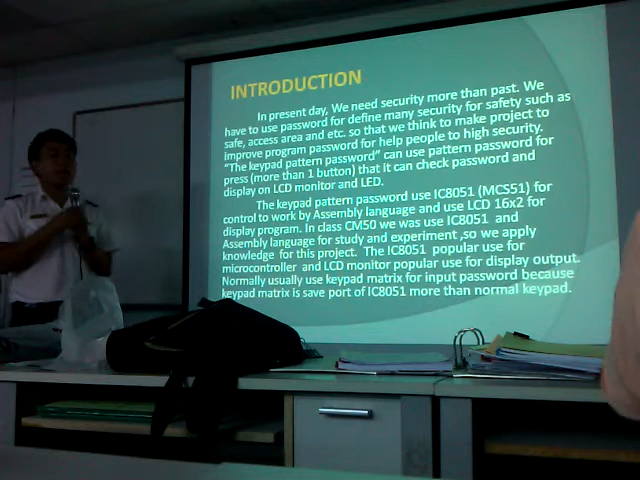 INTRODUCTION
In present day, We need security more than past. We
have to use password for define many security for safety such as
safe, access area and etc. so that we think to make project to
improve program password for help people to high security.
"The keypad pattern password" can use pattern password for
press (more than 1 button) that it can check password and
display on LCD monitor and LED.
The keypad pattern password use IC8051 (MCS51) for
control to work by Assembly language and use LCD 16x2 for
display program. In class CM50 we was use IC8051 and
Assembly language for study and experiment ,so we apply
knowledge for this project. The IC8051 popular use for
microcontroller and LCD monitor popular use for display output.
Normally usually use keypad matrix for input password because
keypad matrix is save port of IC8051 more than normal keypad.